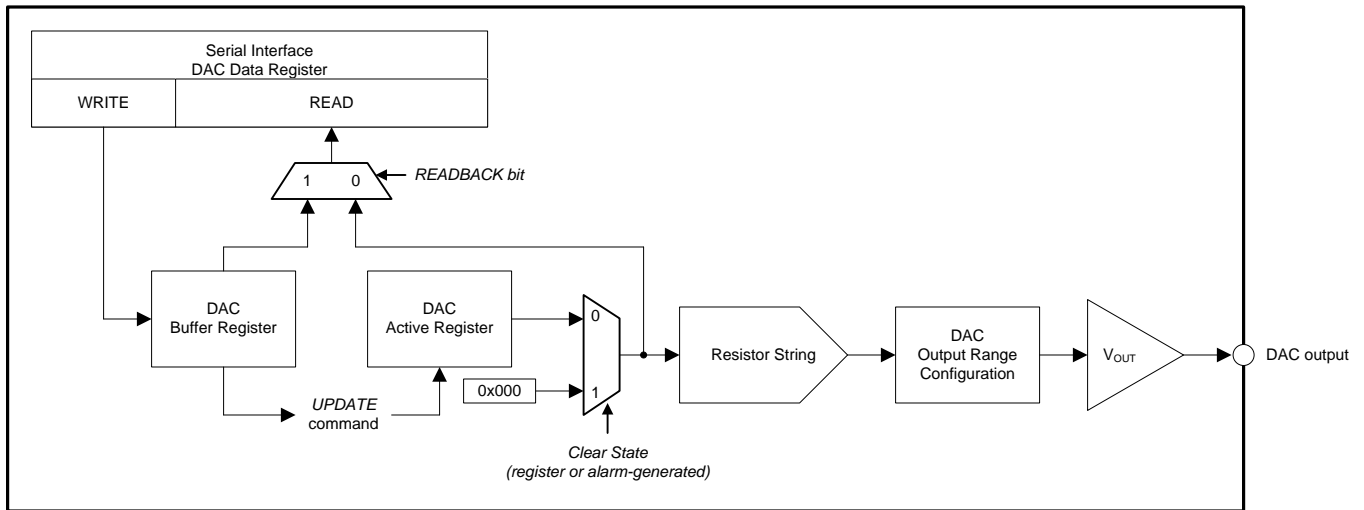 Serial Interface
DAC Data Register
WRITE
READ
1
0
READBACK bit
DAC
Buffer Register
DAC
Active Register
0
1
0x000
UPDATE
command
Clear State
(register or alarm-generated)
Resistor String
DAC
Output Range
Configuration
VOUT
DAC output